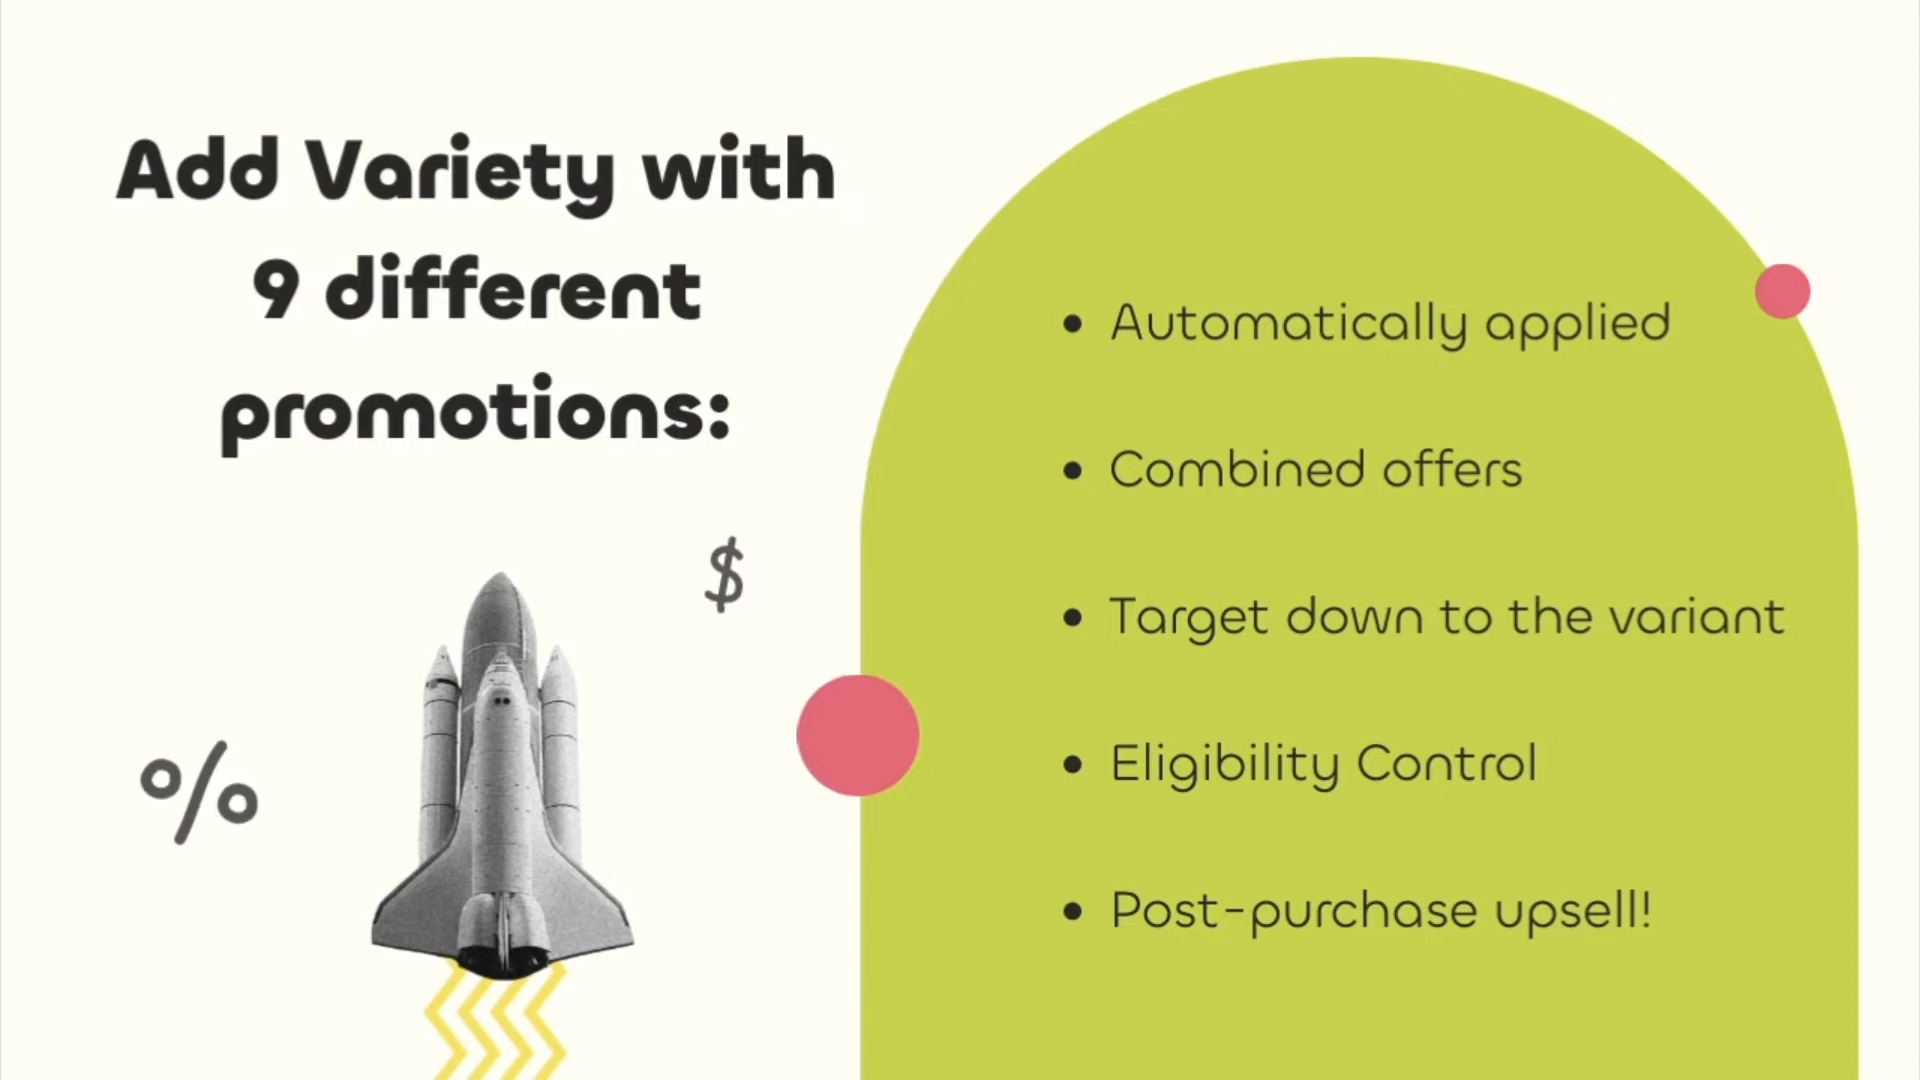 Add Variety with
9 different
promotions:
$
%
• Automatically applied
• Combined offers
• Target down to the variant
• Eligibility Control
• Post-purchase upsell!